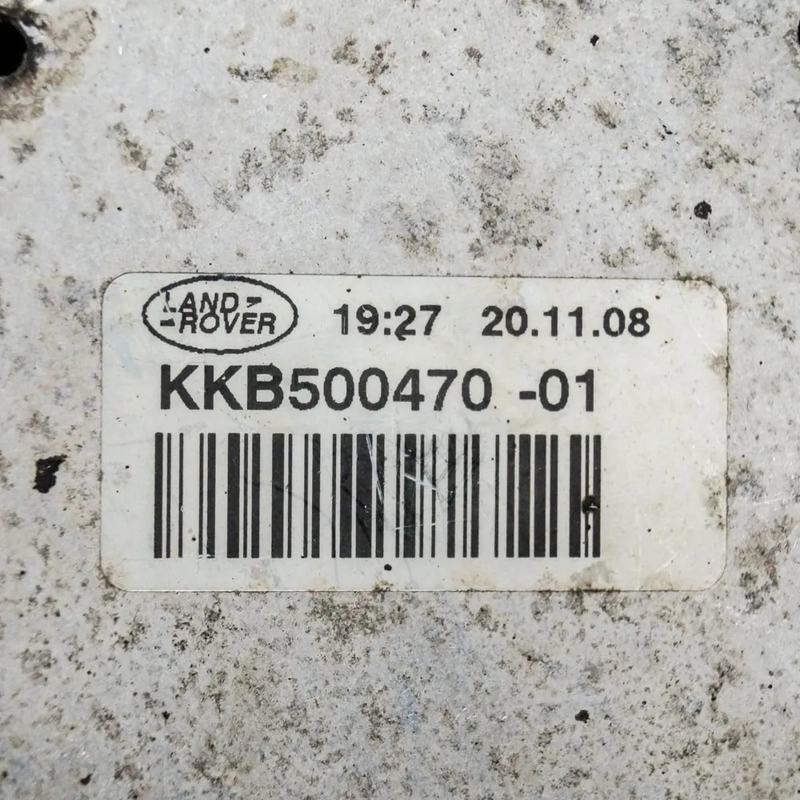 LAND-
-ROVER
19:27 20.11.08
KKB500470 -01